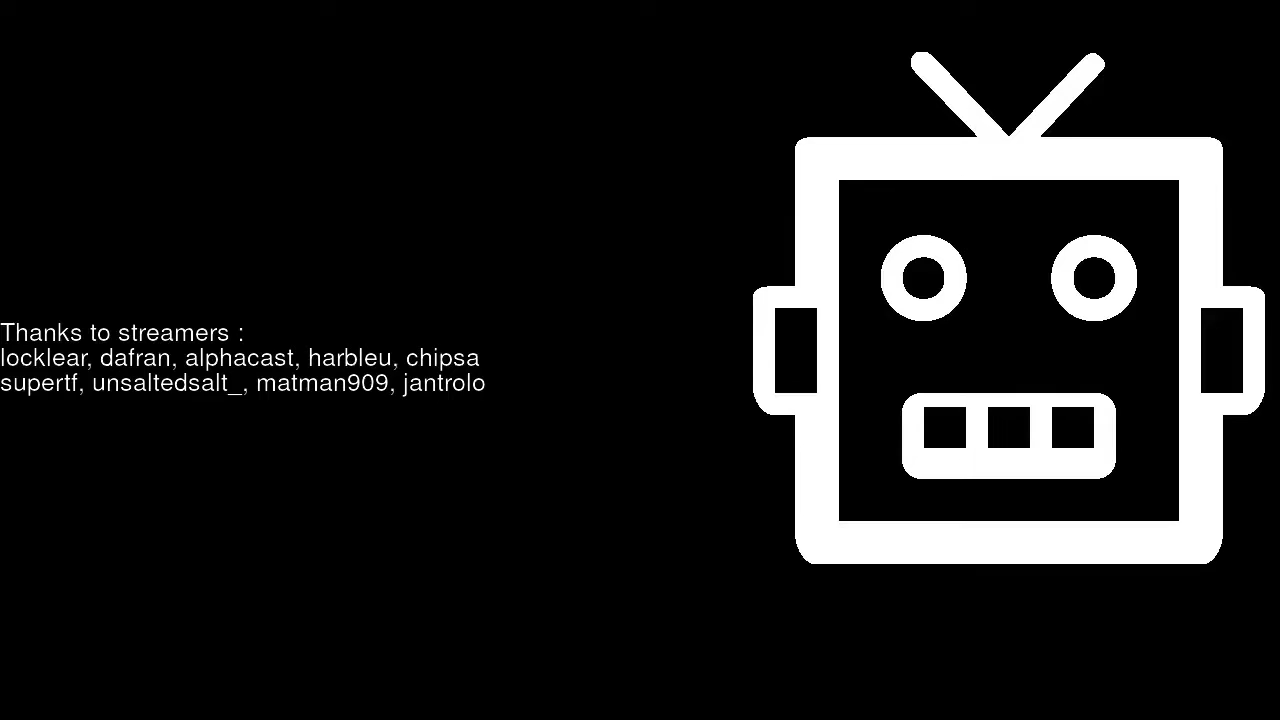 Thanks to streamers :
locklear, dafran, alphacast, harbleu, chipsa
supertf, unsaltedsalt_, matman909, jantrolo